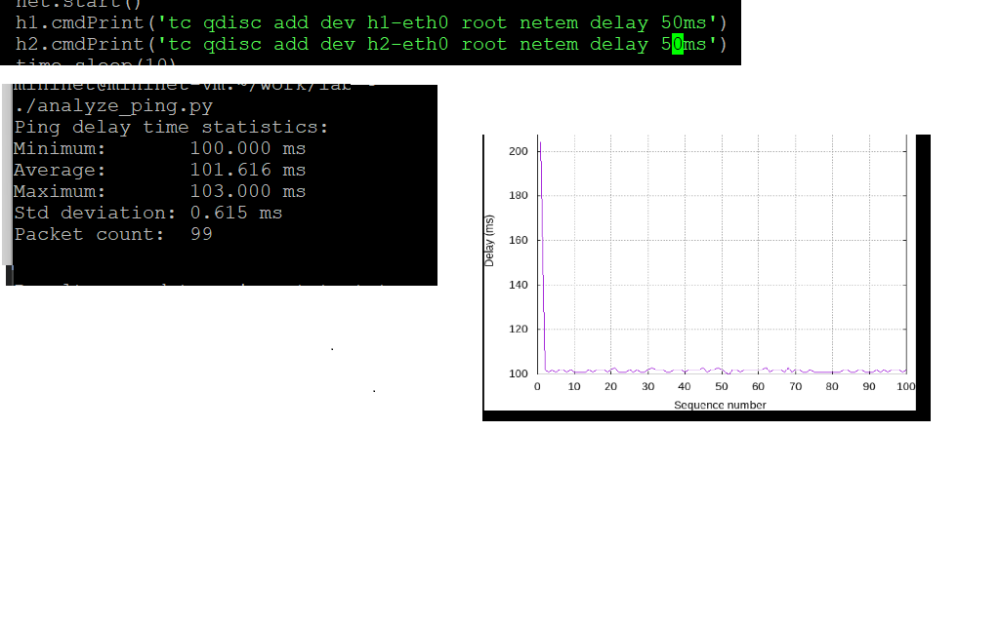 net.start()
h1.cmdPrint('tc qdisc add dev h1-eth0 root netem delay 50ms')
h2.cmdPrint('tc qdisc add dev h2-eth0 root netem delay 50ms')
time.sleep(10)
mininet@mininet-vm:~/work/lab
./analyze_ping.py
Ping delay time statistics:
Minimum: 100.000 ms
Average: 101.616 ms
Maximum: 103.000 ms
Std deviation: 0.615 ms
Packet count: 99
200
180
160
140
120
100
Delay (ms)
0 10 20 30 40 50 60 70 80 90 100
Sequence number